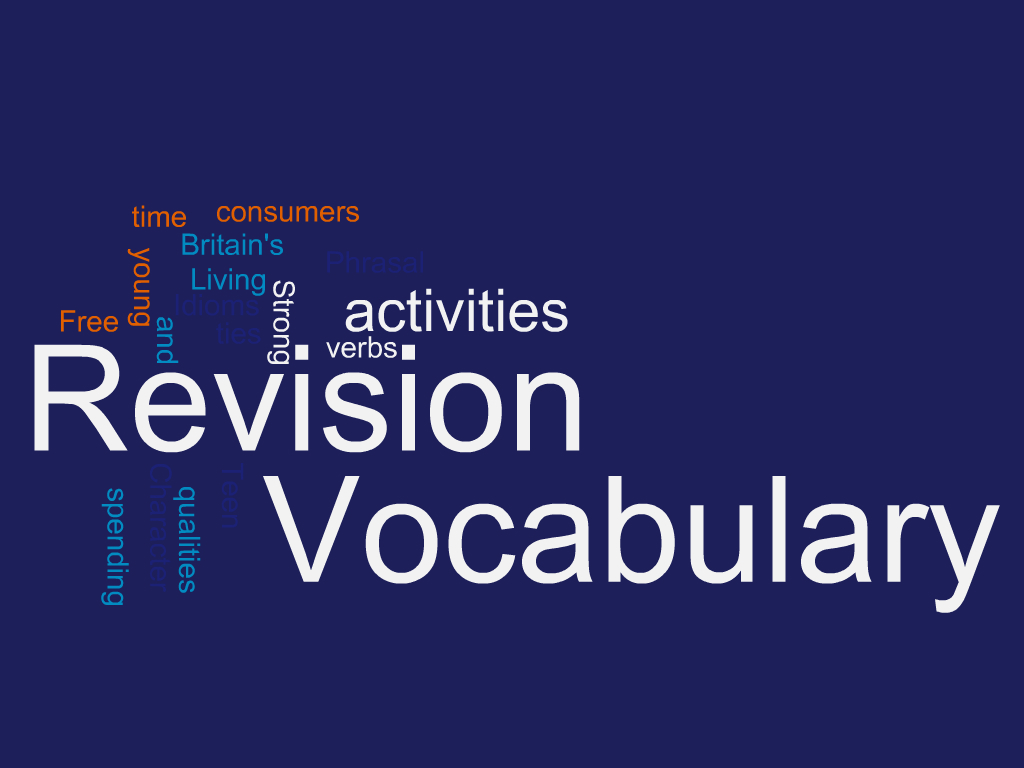 time
consumers
young
Britain's
Phrasal
Living
Idioms
Strong
activities
Free
and
ties
verbs
Revision
spending
Character
qualities
Teen
Vocabulary